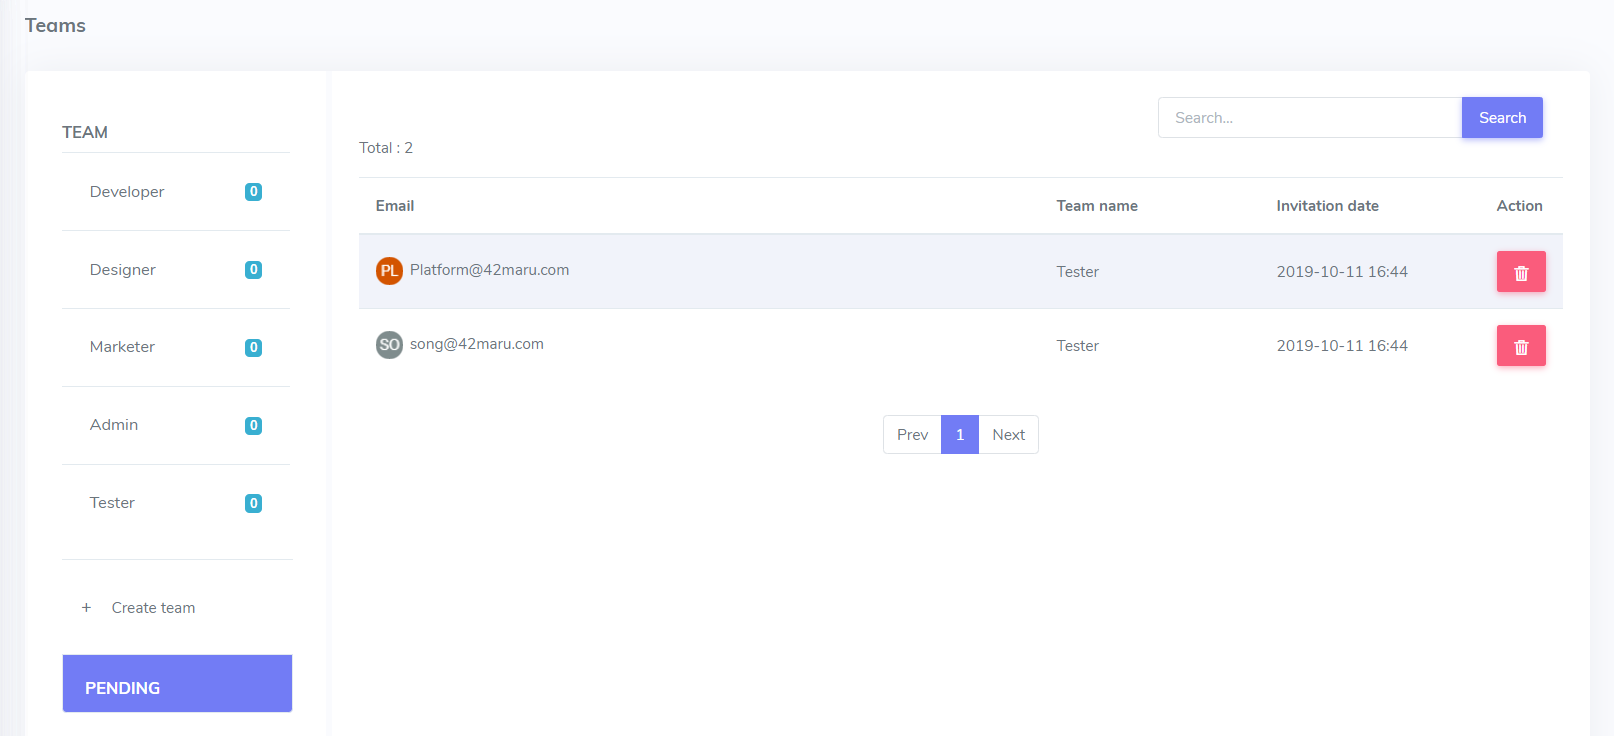 Teams
TEAM
Developer 0
Designer 0
Marketer 0
Admin 0
Tester 0
+ Create team
PENDING
Search... Search
Total : 2
Email Team name Invitation date Action
PL Platform@42maru.com Tester 2019-10-11 16:44
SO song@42maru.com Tester 2019-10-11 16:44
Prev 1 Next